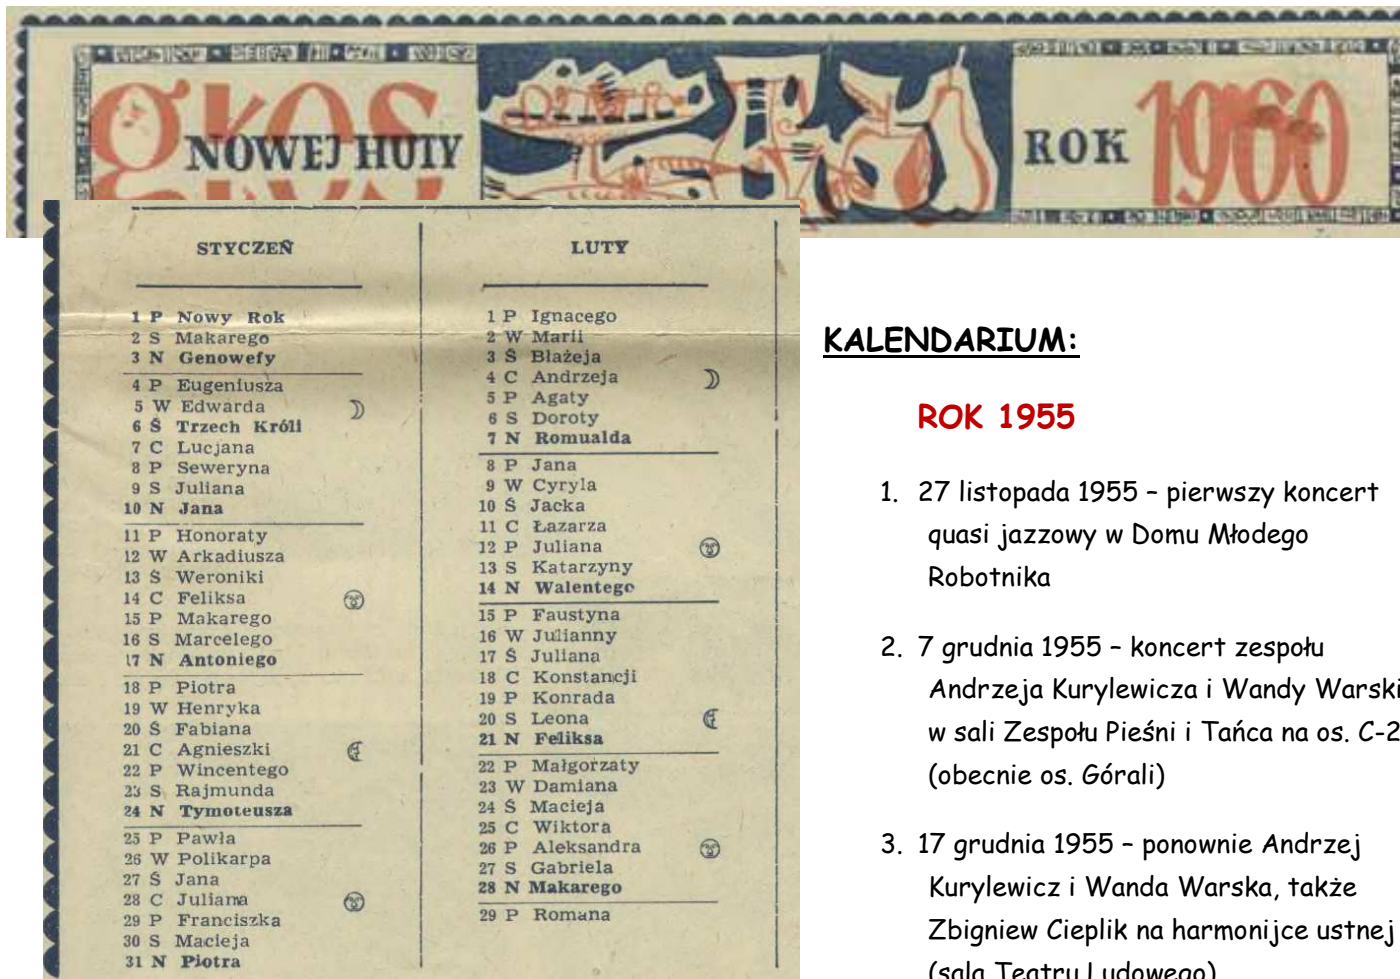 głos
NOWEJ HUTY
ROK 1960
STYCZEŃ
1 P Nowy Rok
2 S Makarego
3 N Genowefy
4 P Eugeniusza
5 W Edwarda
6 Ś Trzech Króli
7 C Lucjana
8 P Seweryna
9 S Juliana
10 N Jana
11 P Honoraty
12 W Arkadiusza
13 Ś Weroniki
14 C Feliksa
15 P Makarego
16 S Marcelego
17 N Antoniego
18 P Piotra
19 W Henryka
20 Ś Fabiana
21 C Agnieszki
22 P Wincentego
23 S Rajmunda
24 N Tymoteusza
25 P Pawła
26 W Polikarpa
27 Ś Jana
28 C Juliana
29 P Franciszka
30 S Macieja
31 N Piotra
LUTY
1 P Ignacego
2 W Marii
3 Ś Błażeja
4 C Andrzeja
5 P Agaty
6 S Doroty
7 N Romualda
8 P Jana
9 W Cyryla
10 Ś Jacka
11 C Łazarza
12 P Juliana
13 S Katarzyny
14 N Walentego
15 P Faustyna
16 W Julianny
17 Ś Juliana
18 C Konstancji
19 P Konrada
20 S Leona
21 N Feliksa
22 P Małgorzaty
23 W Damiana
24 Ś Macieja
25 C Wiktora
26 P Aleksandra
27 S Gabriela
28 N Makarego
29 P Romana
KALENDARIUM:
ROK 1955
1. 27 listopada 1955 – pierwszy koncert
quasi jazzowy w Domu Młodego
Robotnika
2. 7 grudnia 1955 – koncert zespołu
Andrzeja Kurylewicza i Wandy Warski
w sali Zespołu Pieśni i Tańca na os. C-2
(obecnie os. Górali)
3. 17 grudnia 1955 – ponownie Andrzej
Kurylewicz i Wanda Warska, także
Zbigniew Cieplik na harmonijce ustnej
(sala Teatru Ludowego)